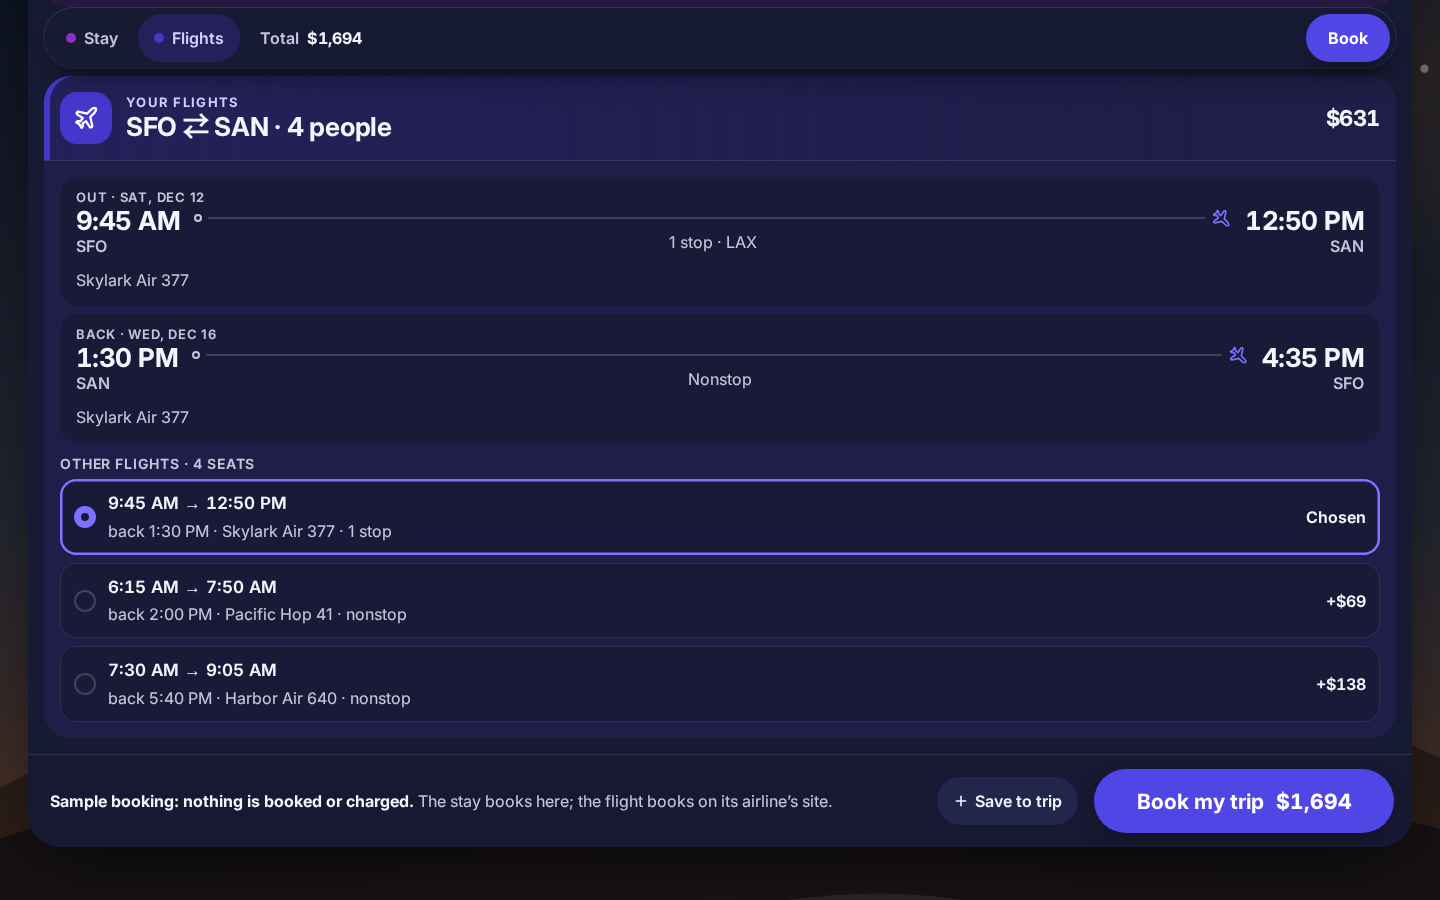 Stay
Flights
Total $1,694
Book
YOUR FLIGHTS
SFO ⇄ SAN · 4 people
$631
OUT · SAT, DEC 12
9:45 AM
12:50 PM
SFO
1 stop · LAX
SAN
Skylark Air 377
BACK · WED, DEC 16
1:30 PM
4:35 PM
SAN
Nonstop
SFO
Skylark Air 377
OTHER FLIGHTS · 4 SEATS
9:45 AM → 12:50 PM
back 1:30 PM · Skylark Air 377 · 1 stop
Chosen
6:15 AM → 7:50 AM
back 2:00 PM · Pacific Hop 41 · nonstop
+$69
7:30 AM → 9:05 AM
back 5:40 PM · Harbor Air 640 · nonstop
+$138
Sample booking: nothing is booked or charged. The stay books here; the flight books on its airline’s site.
+ Save to trip
Book my trip $1,694